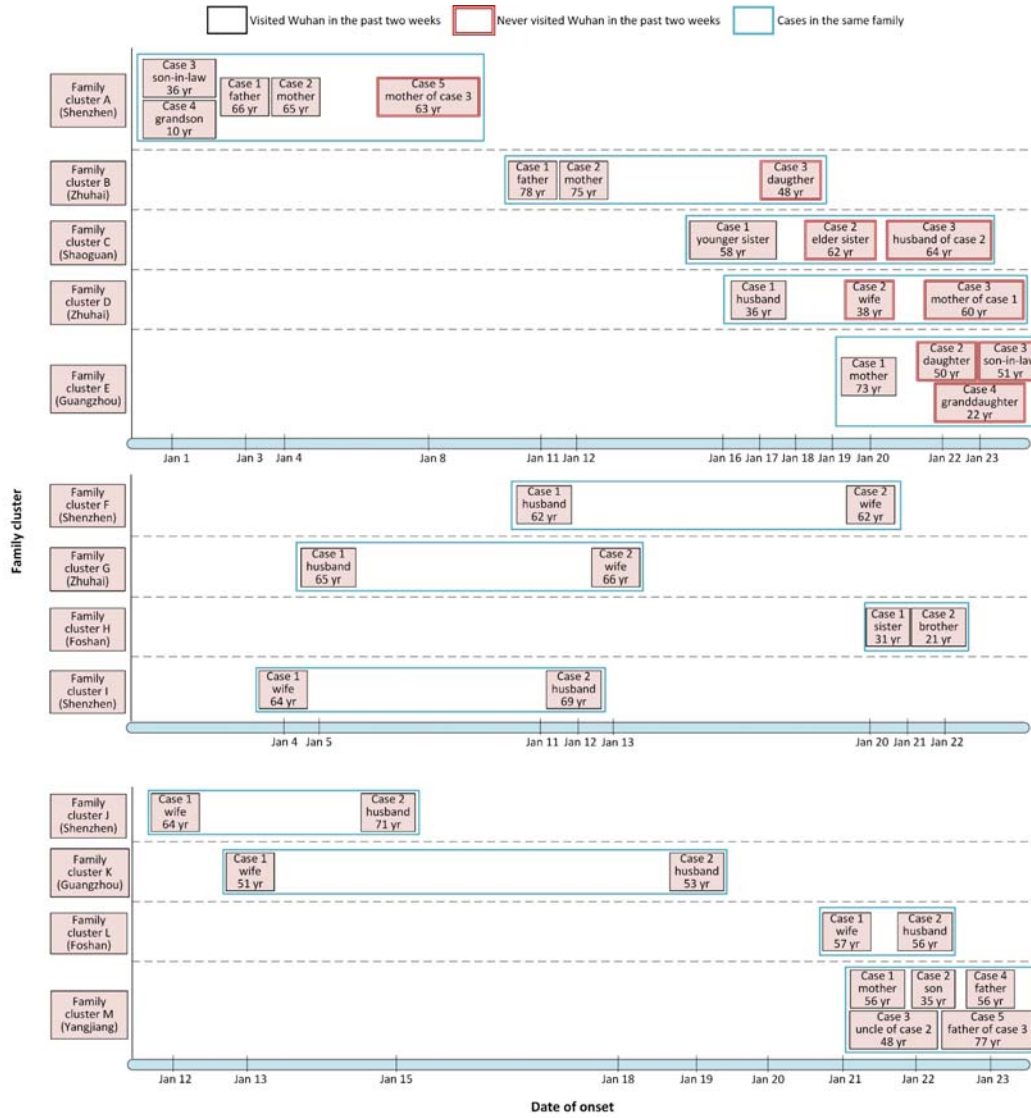 Visited Wuhan in the past two weeks
Never visited Wuhan in the past two weeks
Cases in the same family
Family cluster
Family
cluster A
(Shenzhen)
Case 3
son-in-law
36 yr
Case 4
grandson
10 yr
Case 1
father
66 yr
Case 2
mother
65 yr
Case 5
mother of case 3
63 yr
Family
cluster B
(Zhuhai)
Case 1
father
78 yr
Case 2
mother
75 yr
Case 3
daugther
48 yr
Family
cluster C
(Shaoguan)
Case 1
younger sister
58 yr
Case 2
elder sister
62 yr
Case 3
husband of case 2
64 yr
Family
cluster D
(Zhuhai)
Case 1
husband
36 yr
Case 2
wife
38 yr
Case 3
mother of case 1
60 yr
Family
cluster E
(Guangzhou)
Case 1
mother
73 yr
Case 2
daughter
50 yr
Case 3
son-in-law
51 yr
Case 4
granddaughter
22 yr
Jan 1 Jan 3 Jan 4 Jan 8 Jan 11 Jan 12 Jan 16 Jan 17 Jan 18 Jan 19 Jan 20 Jan 22 Jan 23
Family
cluster F
(Shenzhen)
Case 1
husband
62 yr
Case 2
wife
62 yr
Family
cluster G
(Zhuhai)
Case 1
husband
65 yr
Case 2
wife
66 yr
Family
cluster H
(Foshan)
Case 1
sister
31 yr
Case 2
brother
21 yr
Family
cluster I
(Shenzhen)
Case 1
wife
64 yr
Case 2
husband
69 yr
Jan 4 Jan 5 Jan 11 Jan 12 Jan 13 Jan 20 Jan 21 Jan 22
Family
cluster J
(Shenzhen)
Case 1
wife
64 yr
Case 2
husband
71 yr
Family
cluster K
(Guangzhou)
Case 1
wife
51 yr
Case 2
husband
53 yr
Family
cluster L
(Foshan)
Case 1
wife
57 yr
Case 2
husband
56 yr
Family
cluster M
(Yangjiang)
Case 1
mother
56 yr
Case 2
son
35 yr
Case 4
father
56 yr
Case 3
uncle of case 2
48 yr
Case 5
father of case 3
77 yr
Jan 12 Jan 13 Jan 15 Jan 18 Jan 19 Jan 20 Jan 21 Jan 22 Jan 23
Date of onset